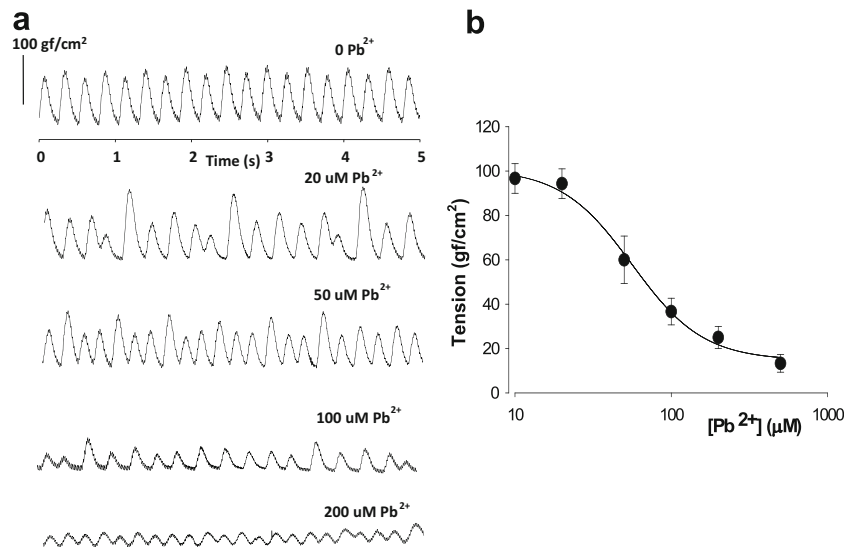 a
100 gf/cm²
0 Pb²⁺
0 1 2 3 4 5
Time (s)
20 uM Pb²⁺
50 uM Pb²⁺
100 uM Pb²⁺
200 uM Pb²⁺
b
120
100
80
60
40
20
0
Tension (gf/cm²)
10 100 1000
[Pb²⁺] (µM)